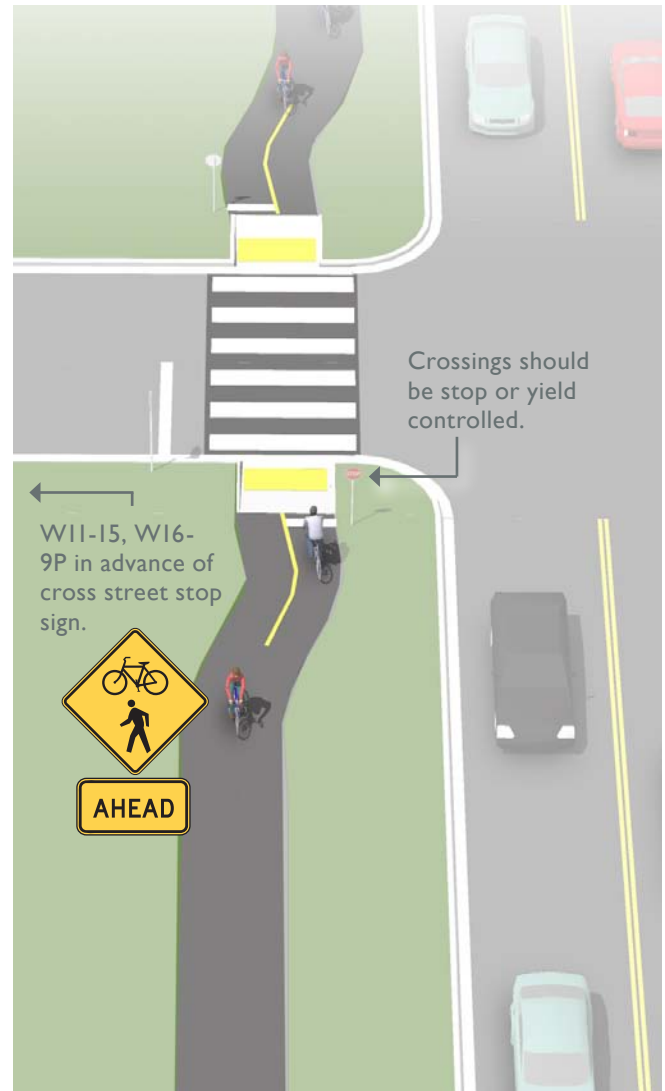 Crossings should
be stop or yield
controlled.
W11-15, W16-
9P in advance of
cross street stop
sign.
AHEAD